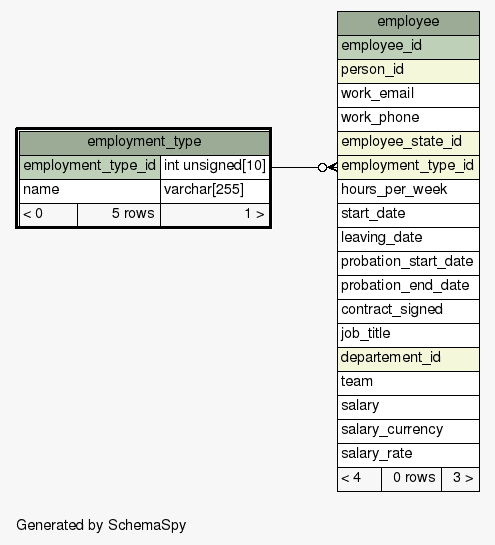 employment_type
employment_type_id int unsigned[10]
name varchar[255]
< 0 5 rows 1 >
employee
employee_id
person_id
work_email
work_phone
employee_state_id
employment_type_id
hours_per_week
start_date
leaving_date
probation_start_date
probation_end_date
contract_signed
job_title
departement_id
team
salary
salary_currency
salary_rate
< 4 0 rows 3 >
Generated by SchemaSpy